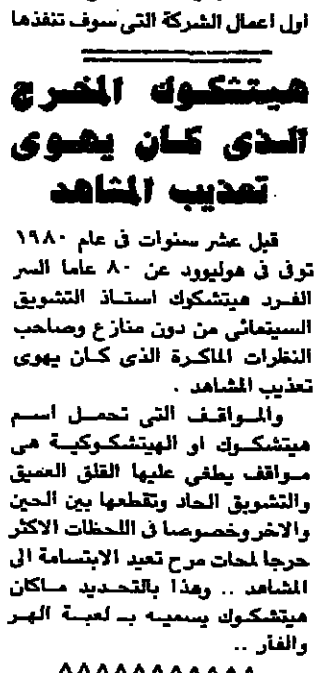 اول اعمال الشركة التى سوف تنفذها
هيتشكوك المخرج
الذى كان يهوى
تعذيب المشاهد
قبل عشر سنوات فى عام ١٩٨٠
توفى فى هوليوود عن ٨٠ عاما السر
الفرد هيتشكوك استاذ التشويق
السينمائى من دون منازع وصاحب
النظرات الماكرة الذى كان يهوى
تعذيب المشاهد .
والمواقف التى تحمل اسم
هيتشكوك او الهيتشكوكية هى
مواقف يطغى عليها القلق العميق
والتشويق الحاد وتقطعها بين الحين
والاخر وخصوصا فى اللحظات الاكثر
حرجا لمحات مرح تعيد الابتسامة الى
المشاهد .. وهذا بالتحديد ماكان
هيتشكوك يسميه بـ لعبة الهر
والفار ..